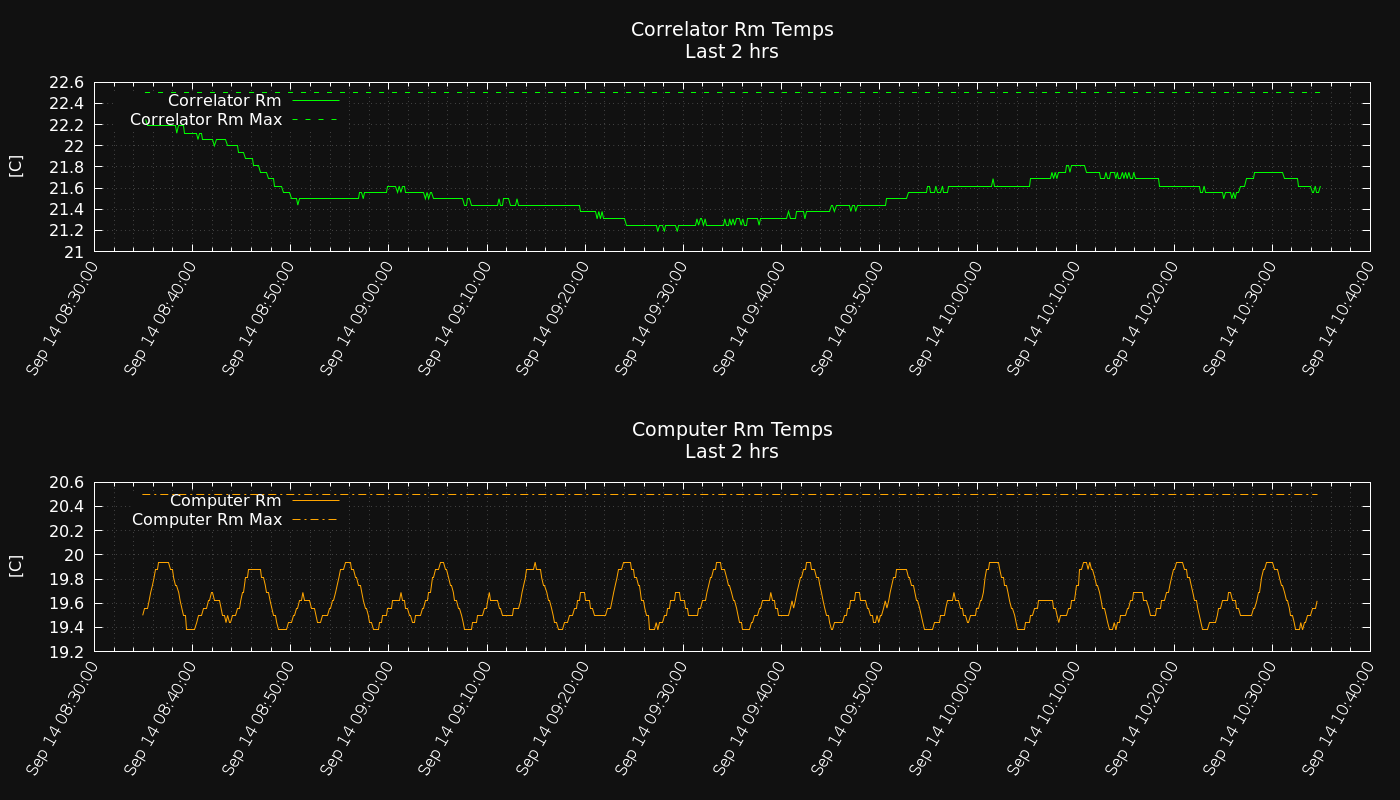 Correlator Rm Temps
Last 2 hrs
[C]
22.6
22.4
22.2
22
21.8
21.6
21.4
21.2
21
Correlator Rm
Correlator Rm Max
Sep 14 08:30:00
Sep 14 08:40:00
Sep 14 08:50:00
Sep 14 09:00:00
Sep 14 09:10:00
Sep 14 09:20:00
Sep 14 09:30:00
Sep 14 09:40:00
Sep 14 09:50:00
Sep 14 10:00:00
Sep 14 10:10:00
Sep 14 10:20:00
Sep 14 10:30:00
Sep 14 10:40:00
Computer Rm Temps
Last 2 hrs
[C]
20.6
20.4
20.2
20
19.8
19.6
19.4
19.2
Computer Rm
Computer Rm Max
Sep 14 08:30:00
Sep 14 08:40:00
Sep 14 08:50:00
Sep 14 09:00:00
Sep 14 09:10:00
Sep 14 09:20:00
Sep 14 09:30:00
Sep 14 09:40:00
Sep 14 09:50:00
Sep 14 10:00:00
Sep 14 10:10:00
Sep 14 10:20:00
Sep 14 10:30:00
Sep 14 10:40:00